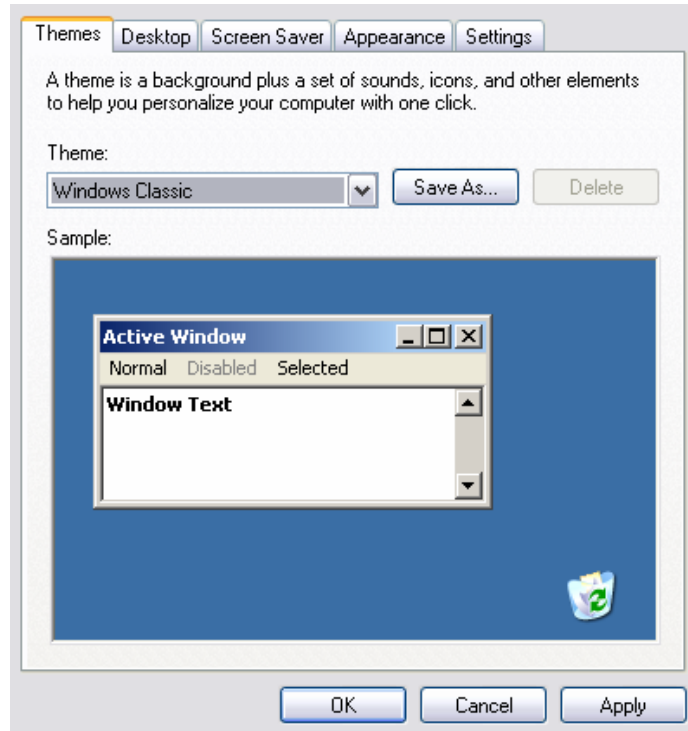 Themes Desktop Screen Saver Appearance Settings
A theme is a background plus a set of sounds, icons, and other elements
to help you personalize your computer with one click.
Theme:
Windows Classic Save As... Delete
Sample:
Active Window
Normal Disabled Selected
Window Text
OK Cancel Apply